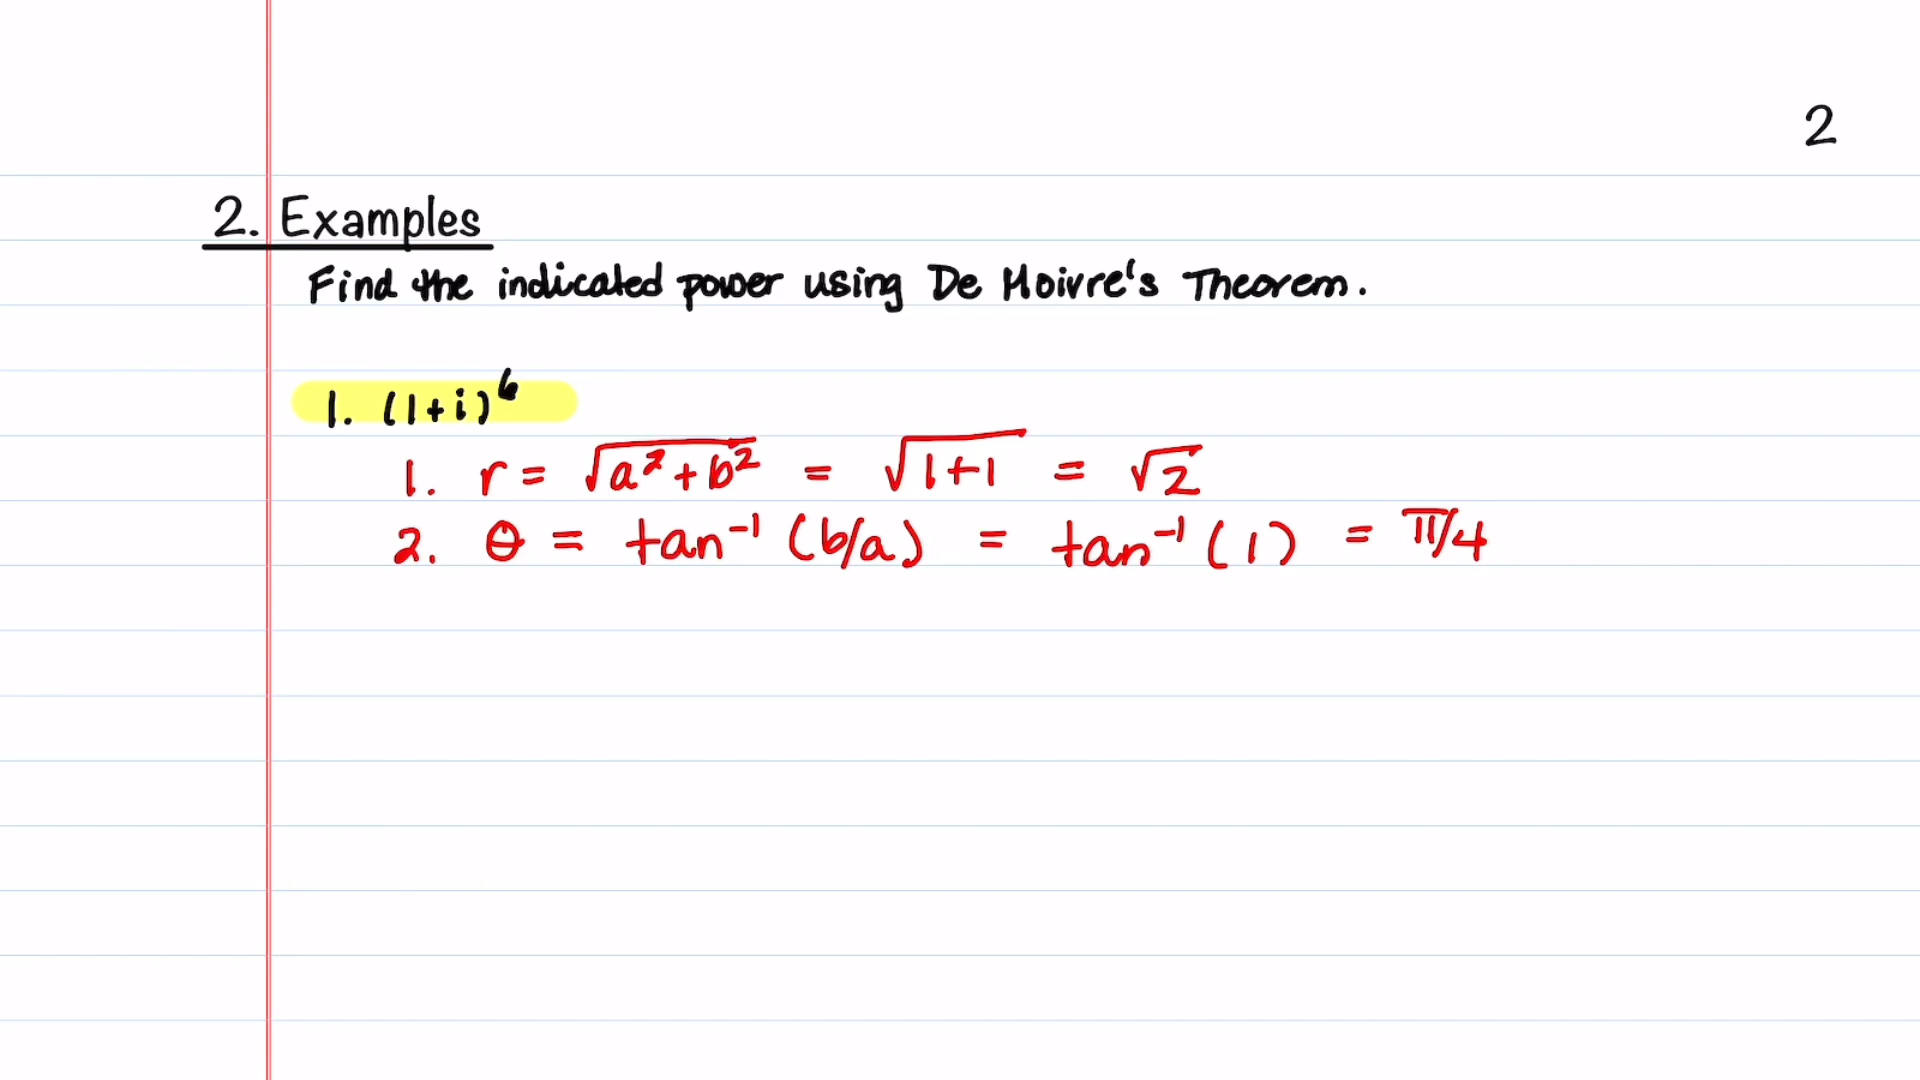 2
2. Examples
Find the indicated power using De Moivre's Theorem.
1. (1+i)⁶
1. r = √a²+b² = √1+1 = √2
2. θ = tan⁻¹ (b/a) = tan⁻¹ (1) = π/4